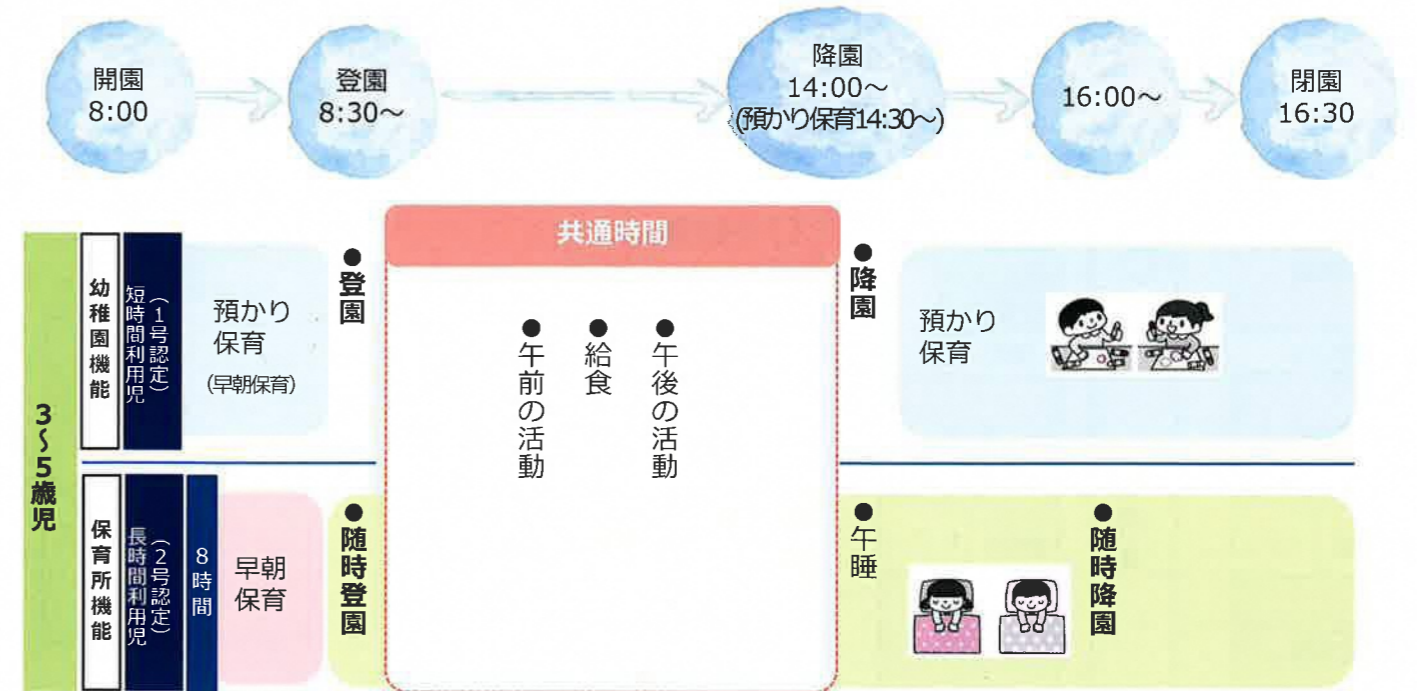 開園
8:00
登園
8:30～
降園
14:00～
(預かり保育14:30～)
16:00～
閉園
16:30
共通時間
3～5歳児
幼稚園機能
（1号認定）
短時間利用児
預かり
保育
(早朝保育)
●登園
●午前の活動
●給食
●午後の活動
●降園
預かり
保育
保育所機能
（2号認定）
長時間利用児
8時間
早朝
保育
●随時登園
●午睡
●随時降園